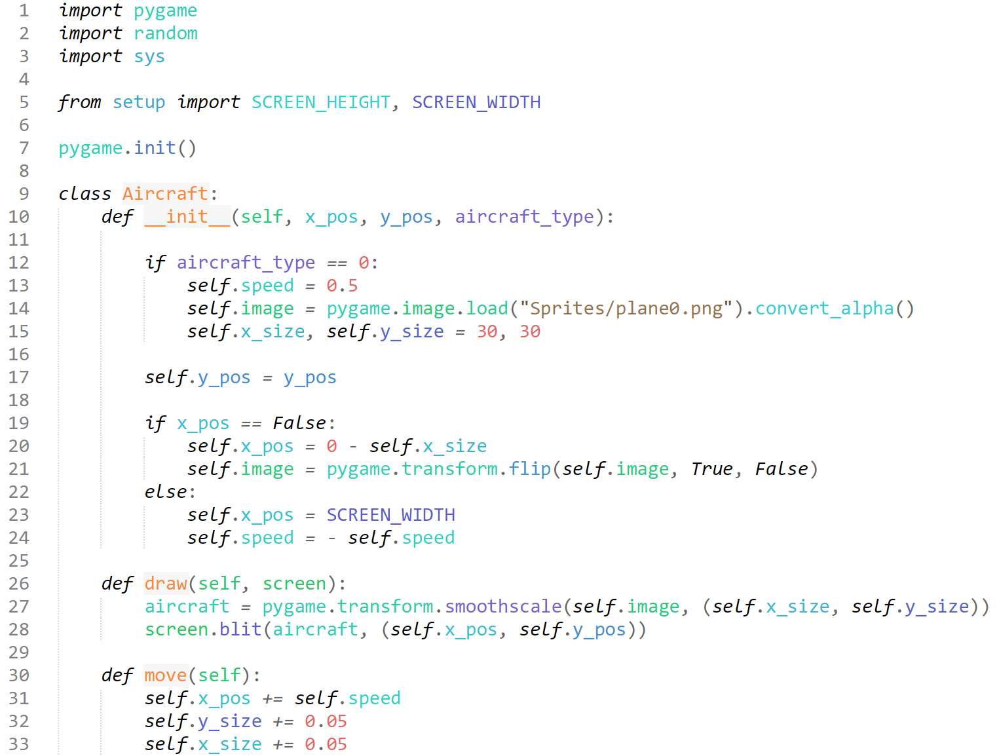 1 import pygame
2 import random
3 import sys
4
5 from setup import SCREEN_HEIGHT, SCREEN_WIDTH
6
7 pygame.init()
8
9 class Aircraft:
10     def __init__(self, x_pos, y_pos, aircraft_type):
11
12         if aircraft_type == 0:
13             self.speed = 0.5
14             self.image = pygame.image.load("Sprites/plane0.png").convert_alpha()
15             self.x_size, self.y_size = 30, 30
16
17         self.y_pos = y_pos
18
19         if x_pos == False:
20             self.x_pos = 0 - self.x_size
21             self.image = pygame.transform.flip(self.image, True, False)
22         else:
23             self.x_pos = SCREEN_WIDTH
24             self.speed = - self.speed
25
26     def draw(self, screen):
27         aircraft = pygame.transform.smoothscale(self.image, (self.x_size, self.y_size))
28         screen.blit(aircraft, (self.x_pos, self.y_pos))
29
30     def move(self):
31         self.x_pos += self.speed
32         self.y_size += 0.05
33         self.x_size += 0.05